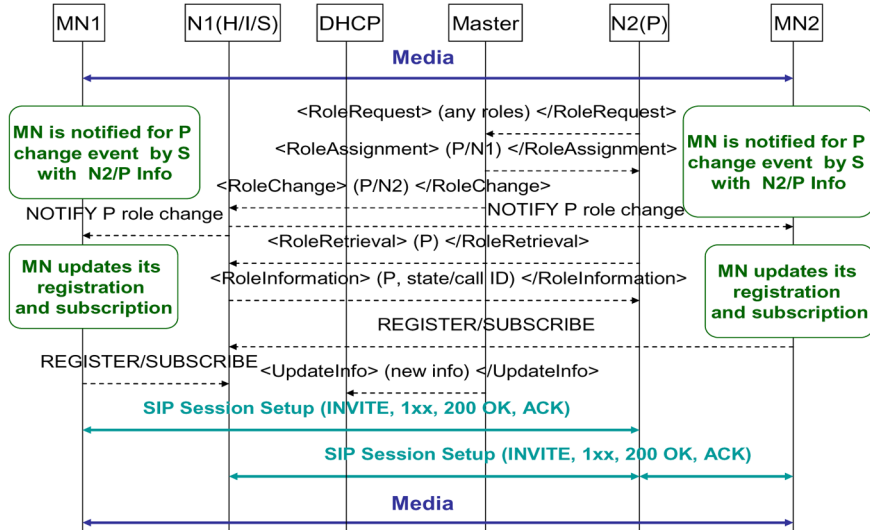 MN1 N1(H/I/S) DHCP Master N2(P) MN2
Media
<RoleRequest> (any roles) </RoleRequest>
MN is notified for P
change event by S
with N2/P Info
MN is notified for P
change event by S
with N2/P Info
<RoleAssignment> (P/N1) </RoleAssignment>
<RoleChange> (P/N2) </RoleChange>
NOTIFY P role change
NOTIFY P role change
<RoleRetrieval> (P) </RoleRetrieval>
MN updates its
registration
and subscription
MN updates its
registration
and subscription
<RoleInformation> (P, state/call ID) </RoleInformation>
REGISTER/SUBSCRIBE
REGISTER/SUBSCRIBE
<UpdateInfo> (new info) </UpdateInfo>
SIP Session Setup (INVITE, 1xx, 200 OK, ACK)
SIP Session Setup (INVITE, 1xx, 200 OK, ACK)
Media